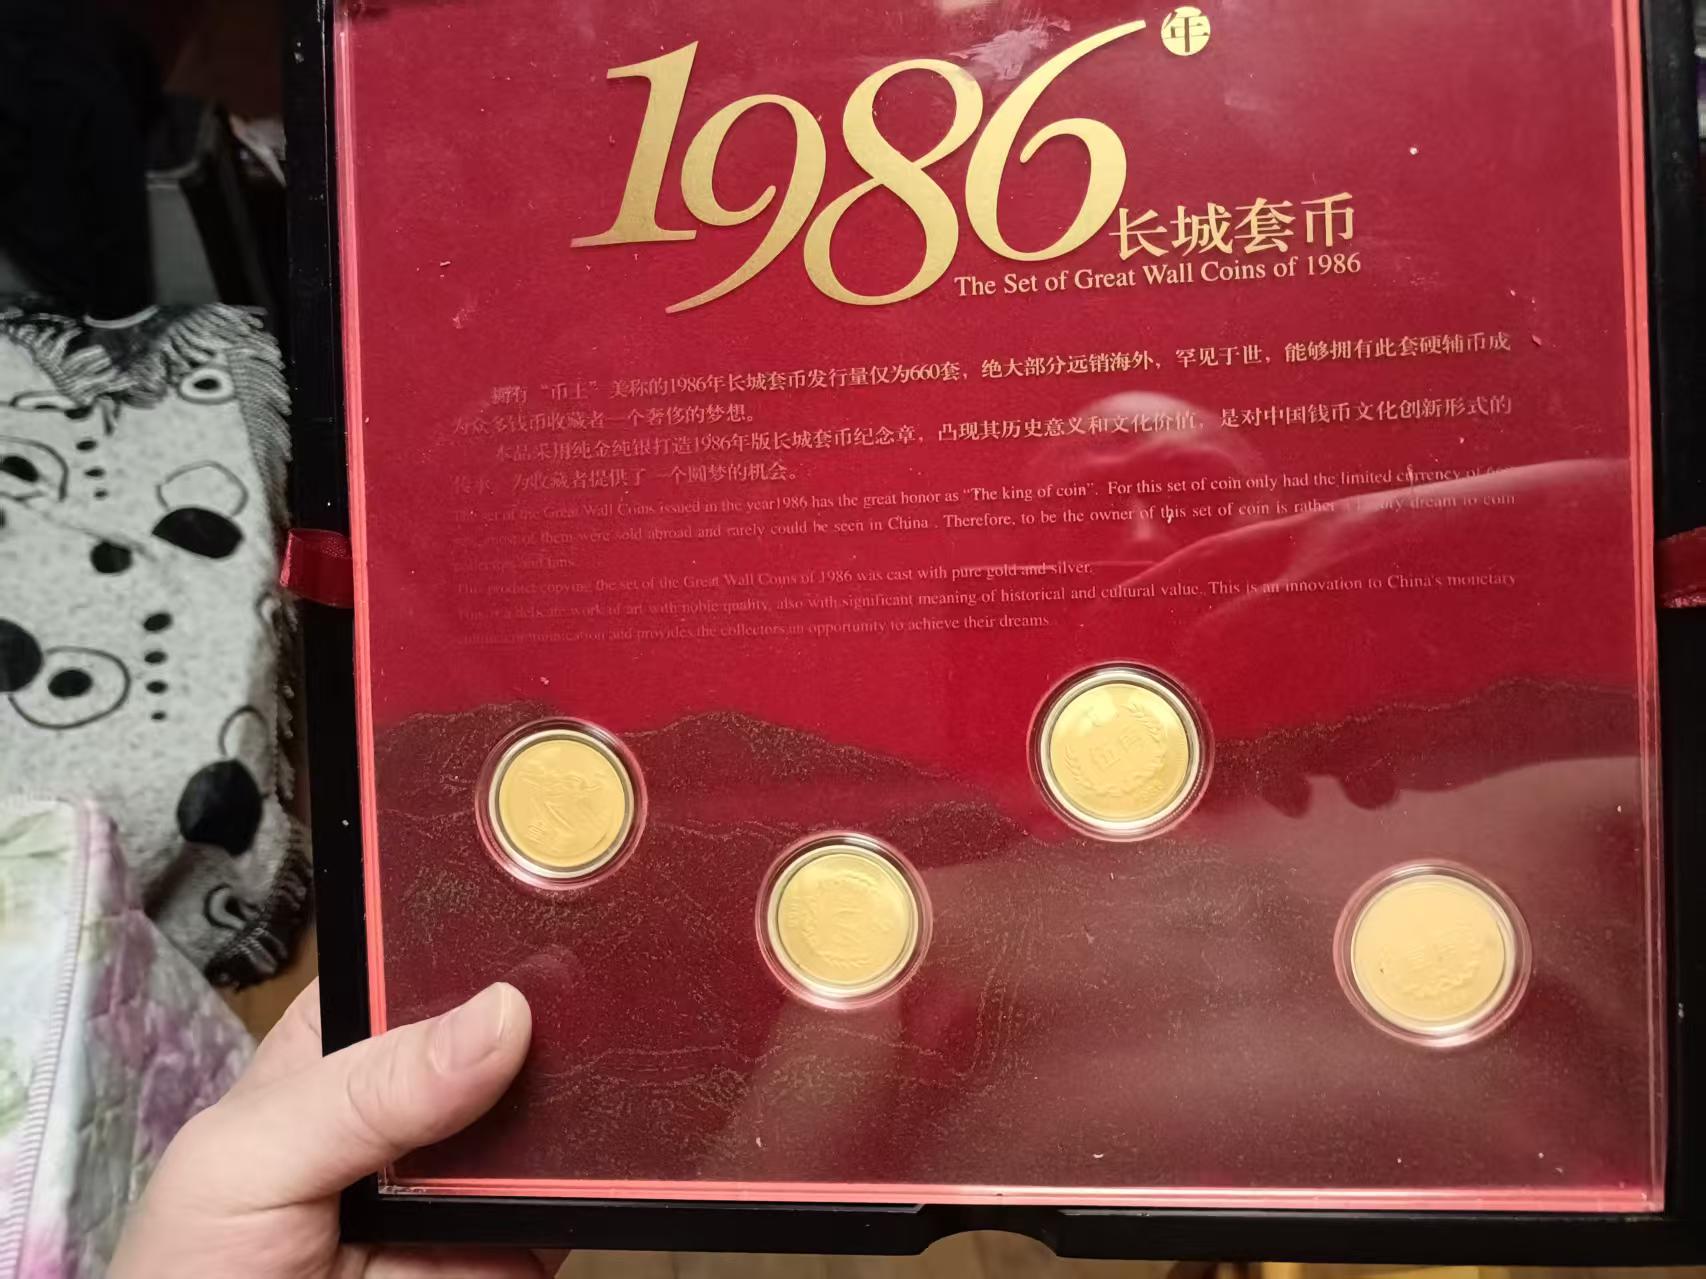 1986年
长城套币
The Set of Great Wall Coins of 1986
拥有“币王”美称的1986年长城套币发行量仅为660套，绝大部分远销海外，罕见于世，能够拥有此套硬辅币成
为众多钱币收藏者一个奢侈的梦想。
本品采用纯金纯银打造1986年版长城套币纪念章，凸现其历史意义和文化价值，是对中国钱币文化创新形式的
传承，为收藏者提供了一个圆梦的机会。
The set of the Great Wall Coins issued in the year1986 has the great honor as “The king of coin”. For this set of coin only had the limited currency of
most of them were sold abroad and rarely could be seen in China . Therefore, to be the owner of this set of coin is rather a luxury dream to coin
collectors and fans.
This product copying the set of the Great Wall Coins of 1986 was cast with pure gold and silver.
This is a delicate work of art with noble quality, also with significant meaning of historical and cultural value. This is an innovation to China's monetary
culture communication and provides the collectors an opportunity to achieve their dreams.
伍角